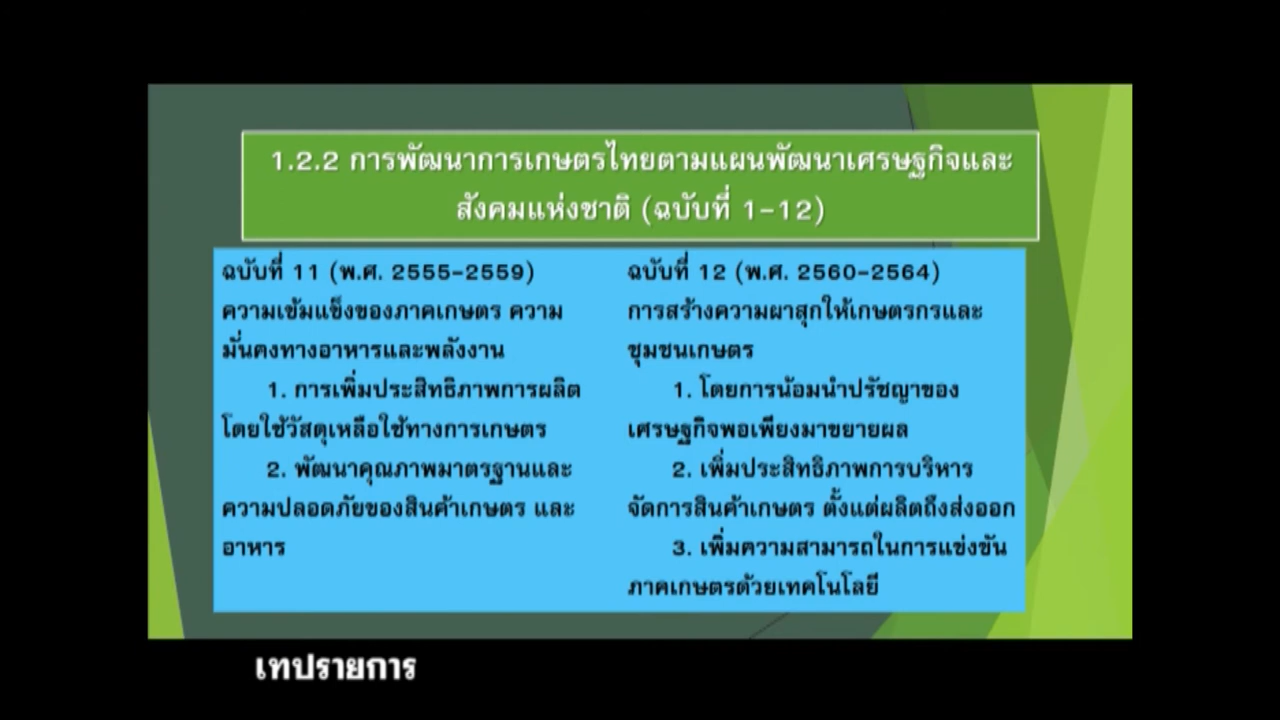 1.2.2 การพัฒนาการเกษตรไทยตามแผนพัฒนาเศรษฐกิจและ
สังคมแห่งชาติ (ฉบับที่ 1-12)
ฉบับที่ 11 (พ.ศ. 2555-2559)
ความเข้มแข็งของภาคเกษตร ความ
มั่นคงทางอาหารและพลังงาน
1. การเพิ่มประสิทธิภาพการผลิต
โดยใช้วัสดุเหลือใช้ทางการเกษตร
2. พัฒนาคุณภาพมาตรฐานและ
ความปลอดภัยของสินค้าเกษตร และ
อาหาร
ฉบับที่ 12 (พ.ศ. 2560-2564)
การสร้างความผาสุกให้เกษตรกรและ
ชุมชนเกษตร
1. โดยการน้อมนำปรัชญาของ
เศรษฐกิจพอเพียงมาขยายผล
2. เพิ่มประสิทธิภาพการบริหาร
จัดการสินค้าเกษตร ตั้งแต่ผลิตถึงส่งออก
3. เพิ่มความสามารถในการแข่งขัน
ภาคเกษตรด้วยเทคโนโลยี
เทปรายการ